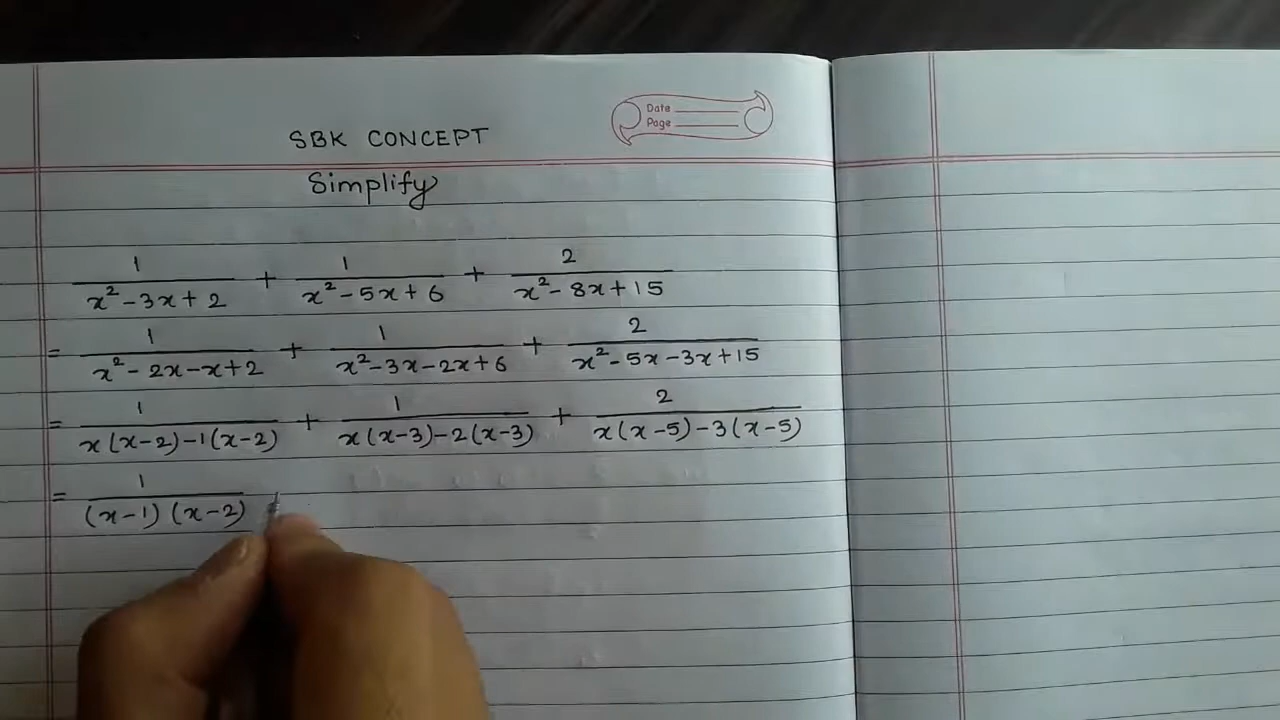 Date
Page
SBK CONCEPT
Simplify
1/(x²-3x+2) + 1/(x²-5x+6) + 2/(x²-8x+15)
= 1/(x²-2x-x+2) + 1/(x²-3x-2x+6) + 2/(x²-5x-3x+15)
= 1/(x(x-2)-1(x-2)) + 1/(x(x-3)-2(x-3)) + 2/(x(x-5)-3(x-5))
= 1/((x-1)(x-2))